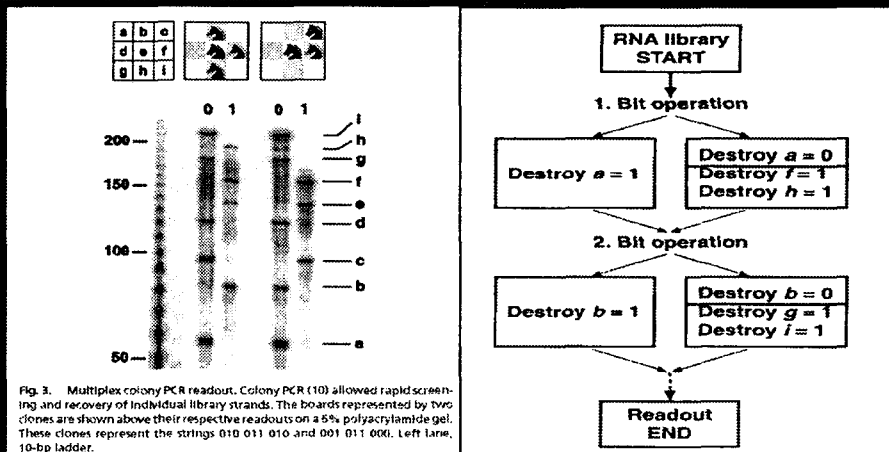 a b c
d e f
g h i
0 1 0 1
i
h
200
g
f
150
e
d
100
c
b
a
50
Fig. 3. Multiplex colony PCR readout. Colony PCR (10) allowed rapid screen-
ing and recovery of individual library strands. The boards represented by two
clones are shown above their respective readouts on a 5% polyacrylamide gel.
These clones represent the strings 010 011 010 and 001 011 000. Left lane,
10-bp ladder.
RNA library
START
1. Bit operation
Destroy a = 1
Destroy a = 0
Destroy f = 1
Destroy h = 1
2. Bit operation
Destroy b = 1
Destroy b = 0
Destroy g = 1
Destroy i = 1
Readout
END